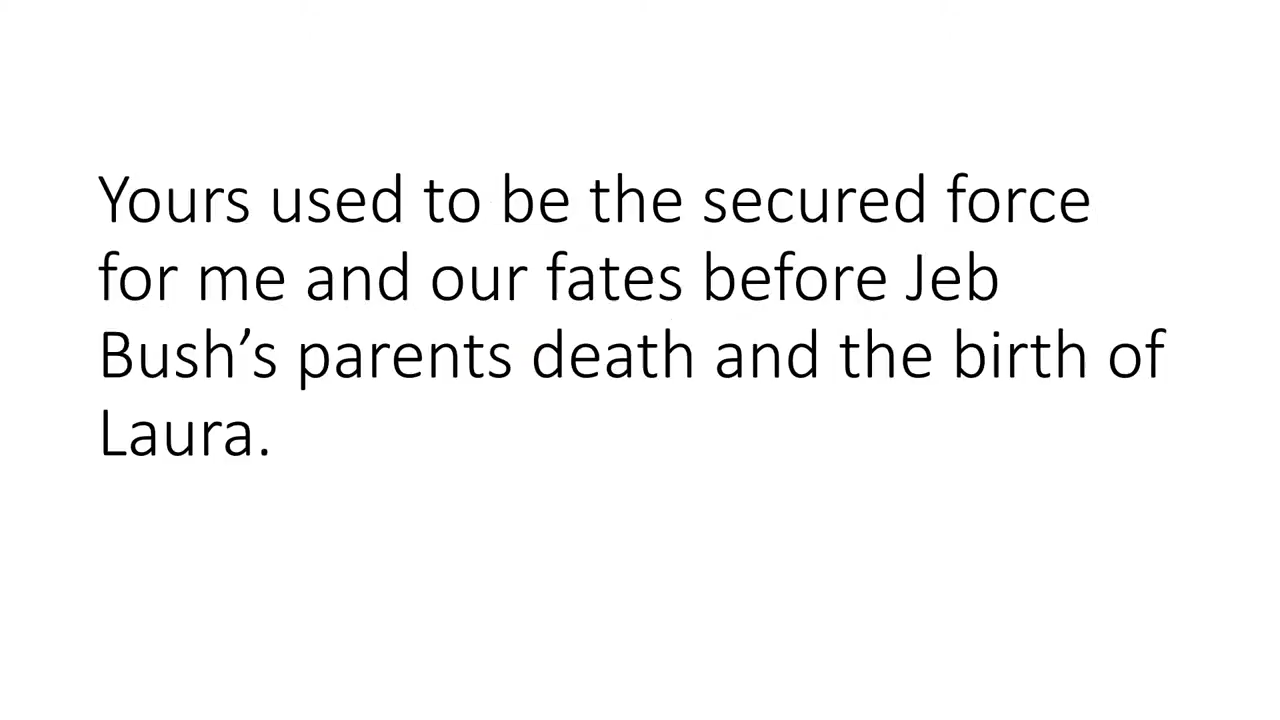 Yours used to be the secured force
for me and our fates before Jeb
Bush’s parents death and the birth of
Laura.